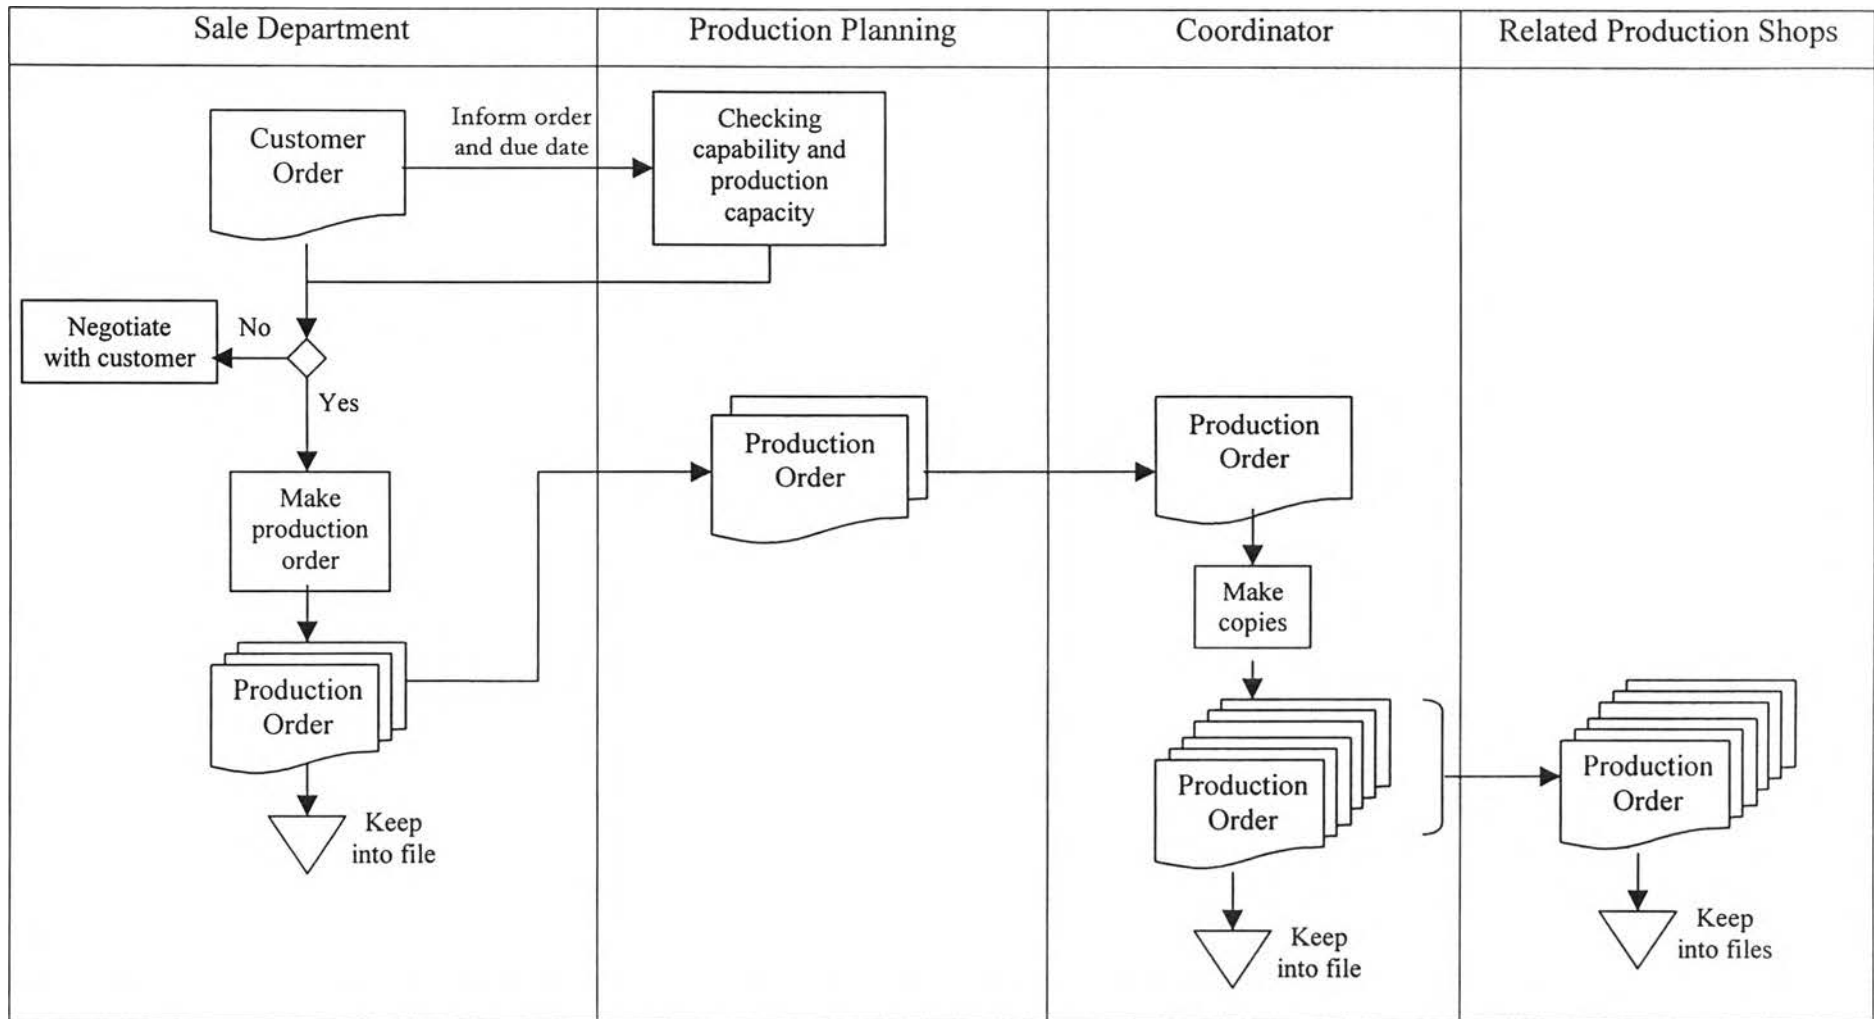 Sale Department
Production Planning
Coordinator
Related Production Shops
Customer
Order
Inform order
and due date
Checking
capability and
production
capacity
Negotiate
with customer
No
Yes
Make
production
order
Production
Order
Keep
into file
Production
Order
Production
Order
Make
copies
Production
Order
Keep
into file
Production
Order
Keep
into files